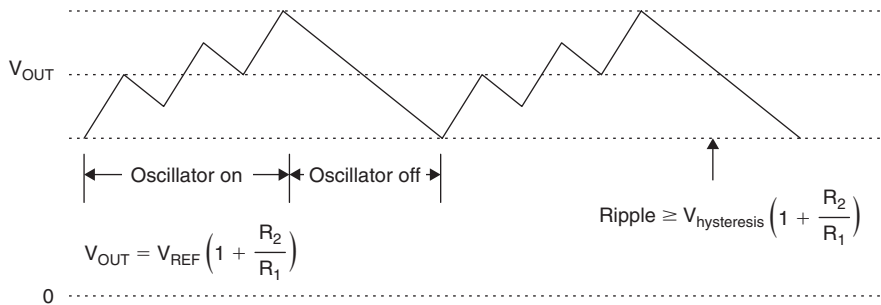 V_OUT
Oscillator on
Oscillator off
Ripple ≥ V_hysteresis (1 + R_2/R_1)
V_OUT = V_REF (1 + R_2/R_1)
0